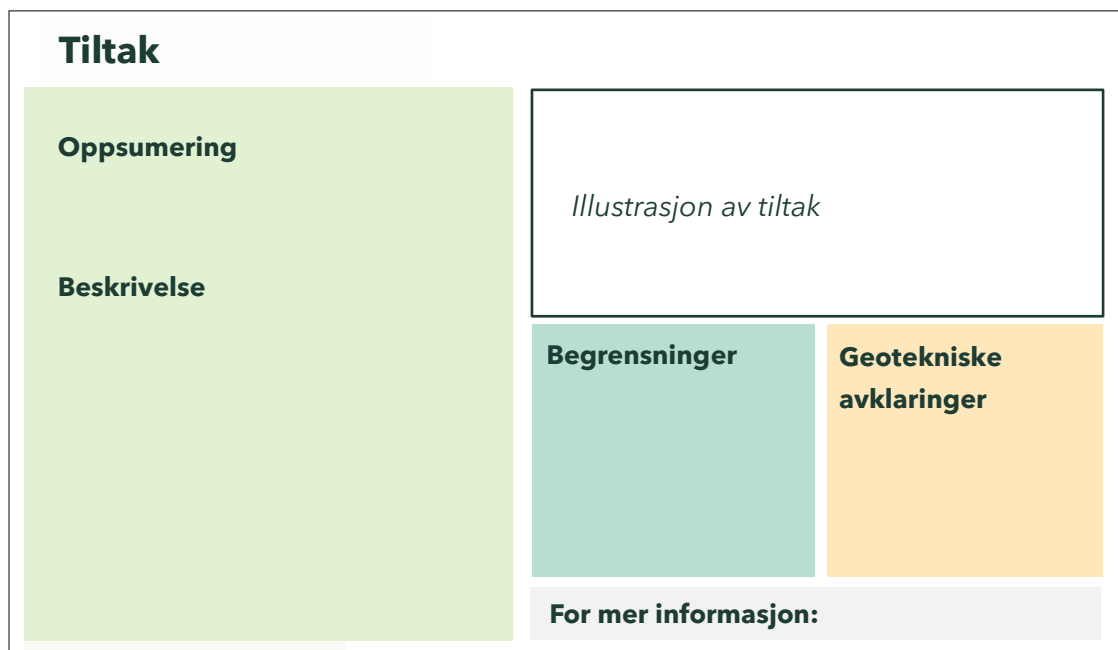 Tiltak
Oppsumering
Beskrivelse
Illustrasjon av tiltak
Begrensninger
Geotekniske
avklaringer
For mer informasjon: